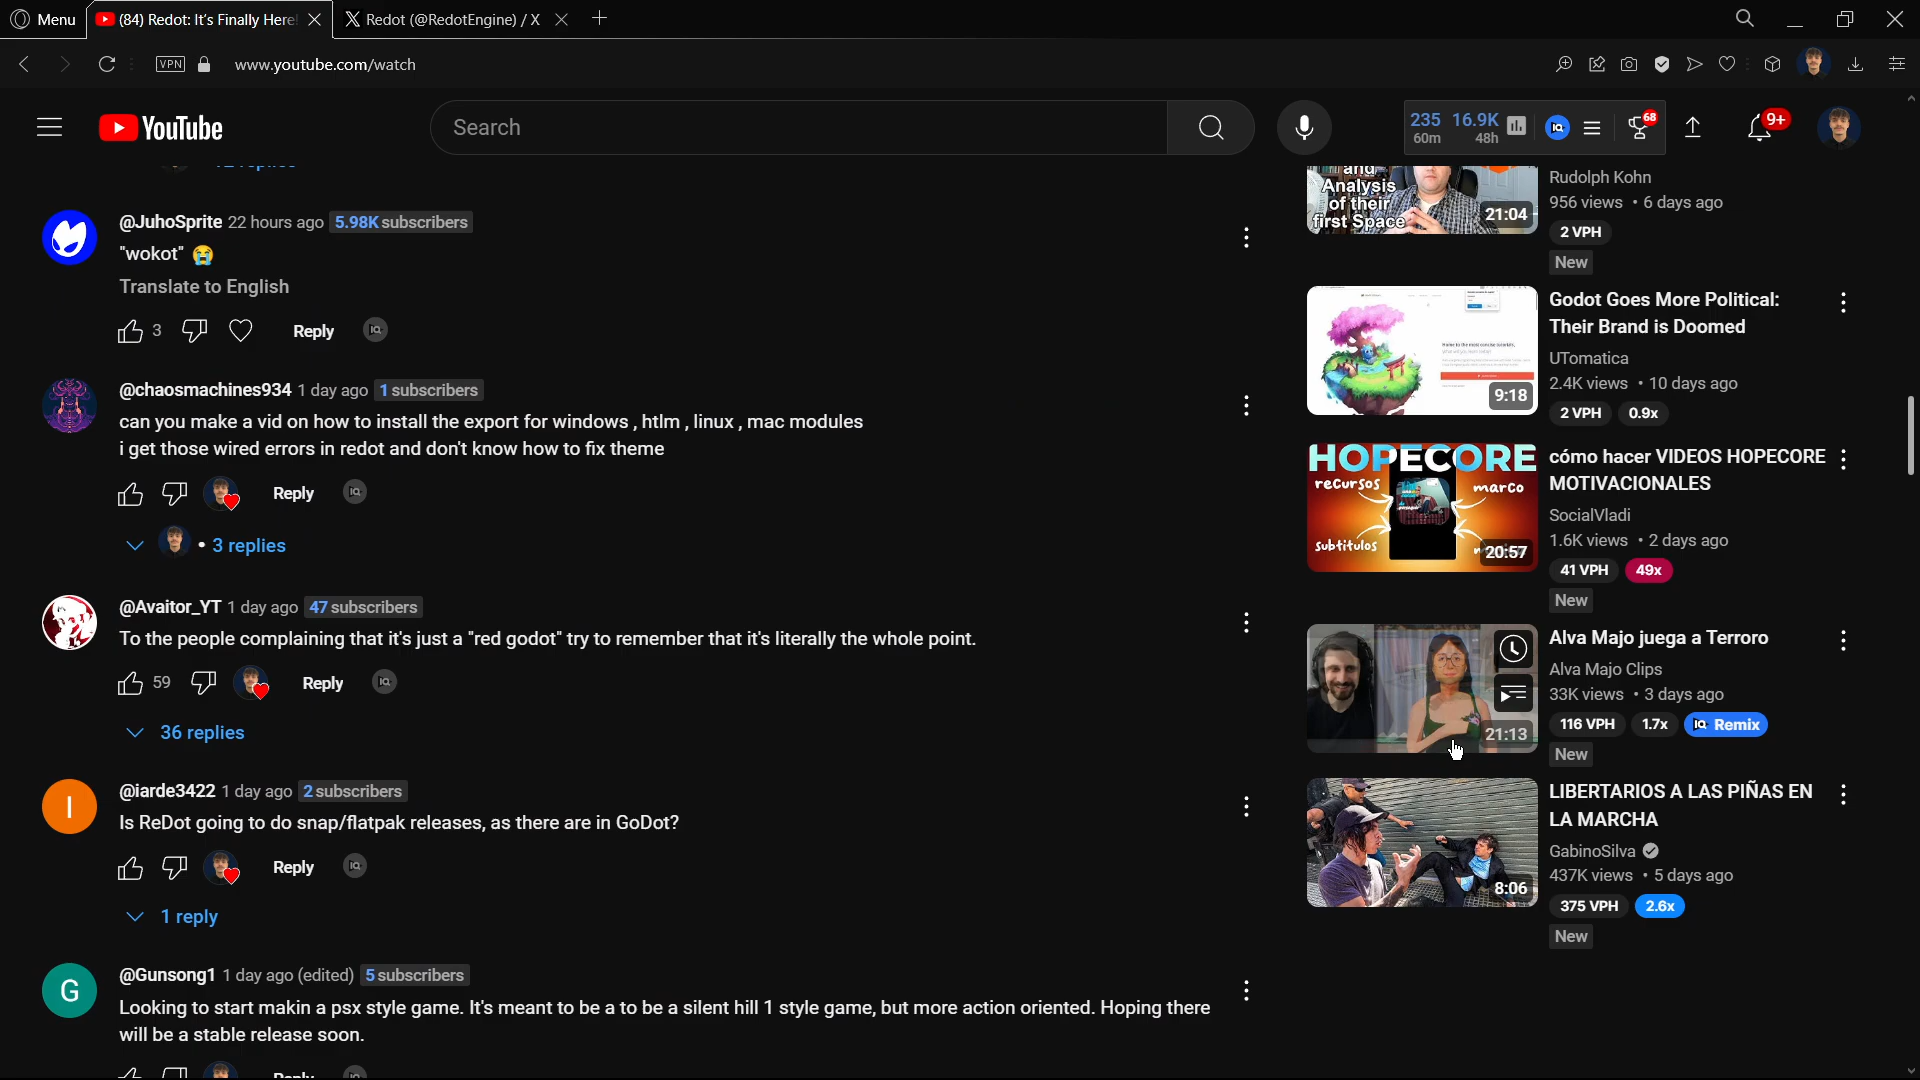 Menu
(84) Redot: It's Finally Here!
Redot (@RedotEngine) / X
VPN
www.youtube.com/watch
YouTube
Search
235 16.9K
60m 48h
68
9+
@JuhoSprite 22 hours ago 5.98K subscribers
"wokot" 😭
Translate to English
3 Reply
@chaosmachines934 1 day ago 1 subscribers
can you make a vid on how to install the export for windows , htlm , linux , mac modules
i get those wired errors in redot and don't know how to fix theme
Reply
• 3 replies
@Avaitor_YT 1 day ago 47 subscribers
To the people complaining that it's just a "red godot" try to remember that it's literally the whole point.
59 Reply
36 replies
I
@iarde3422 1 day ago 2 subscribers
Is ReDot going to do snap/flatpak releases, as there are in GoDot?
Reply
1 reply
G
@Gunsong1 1 day ago (edited) 5 subscribers
Looking to start makin a psx style game. It's meant to be a to be a silent hill 1 style game, but more action oriented. Hoping there
will be a stable release soon.
Reply
and
Analysis
of their
first Space
21:04
Rudolph Kohn
956 views • 6 days ago
2 VPH
New
9:18
Godot Goes More Political:
Their Brand is Doomed
UTomatica
2.4K views • 10 days ago
2 VPH 0.9x
HOPECORE
recursos
marco
subtitulos
20:57
cómo hacer VIDEOS HOPECORE
MOTIVACIONALES
SocialVladi
1.6K views • 2 days ago
41 VPH 49x
New
21:13
Alva Majo juega a Terroro
Alva Majo Clips
33K views • 3 days ago
116 VPH 1.7x Remix
New
8:06
LIBERTARIOS A LAS PIÑAS EN
LA MARCHA
GabinoSilva
437K views • 5 days ago
375 VPH 2.6x
New